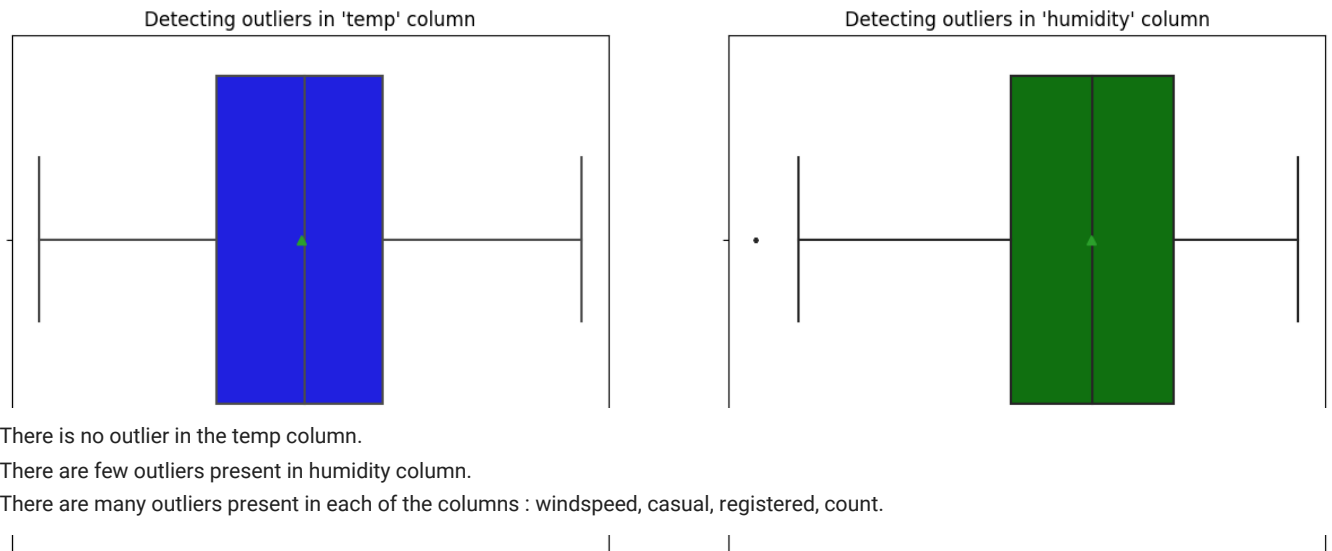 Detecting outliers in 'temp' column
Detecting outliers in 'humidity' column
There is no outlier in the temp column.
There are few outliers present in humidity column.
There are many outliers present in each of the columns : windspeed, casual, registered, count.